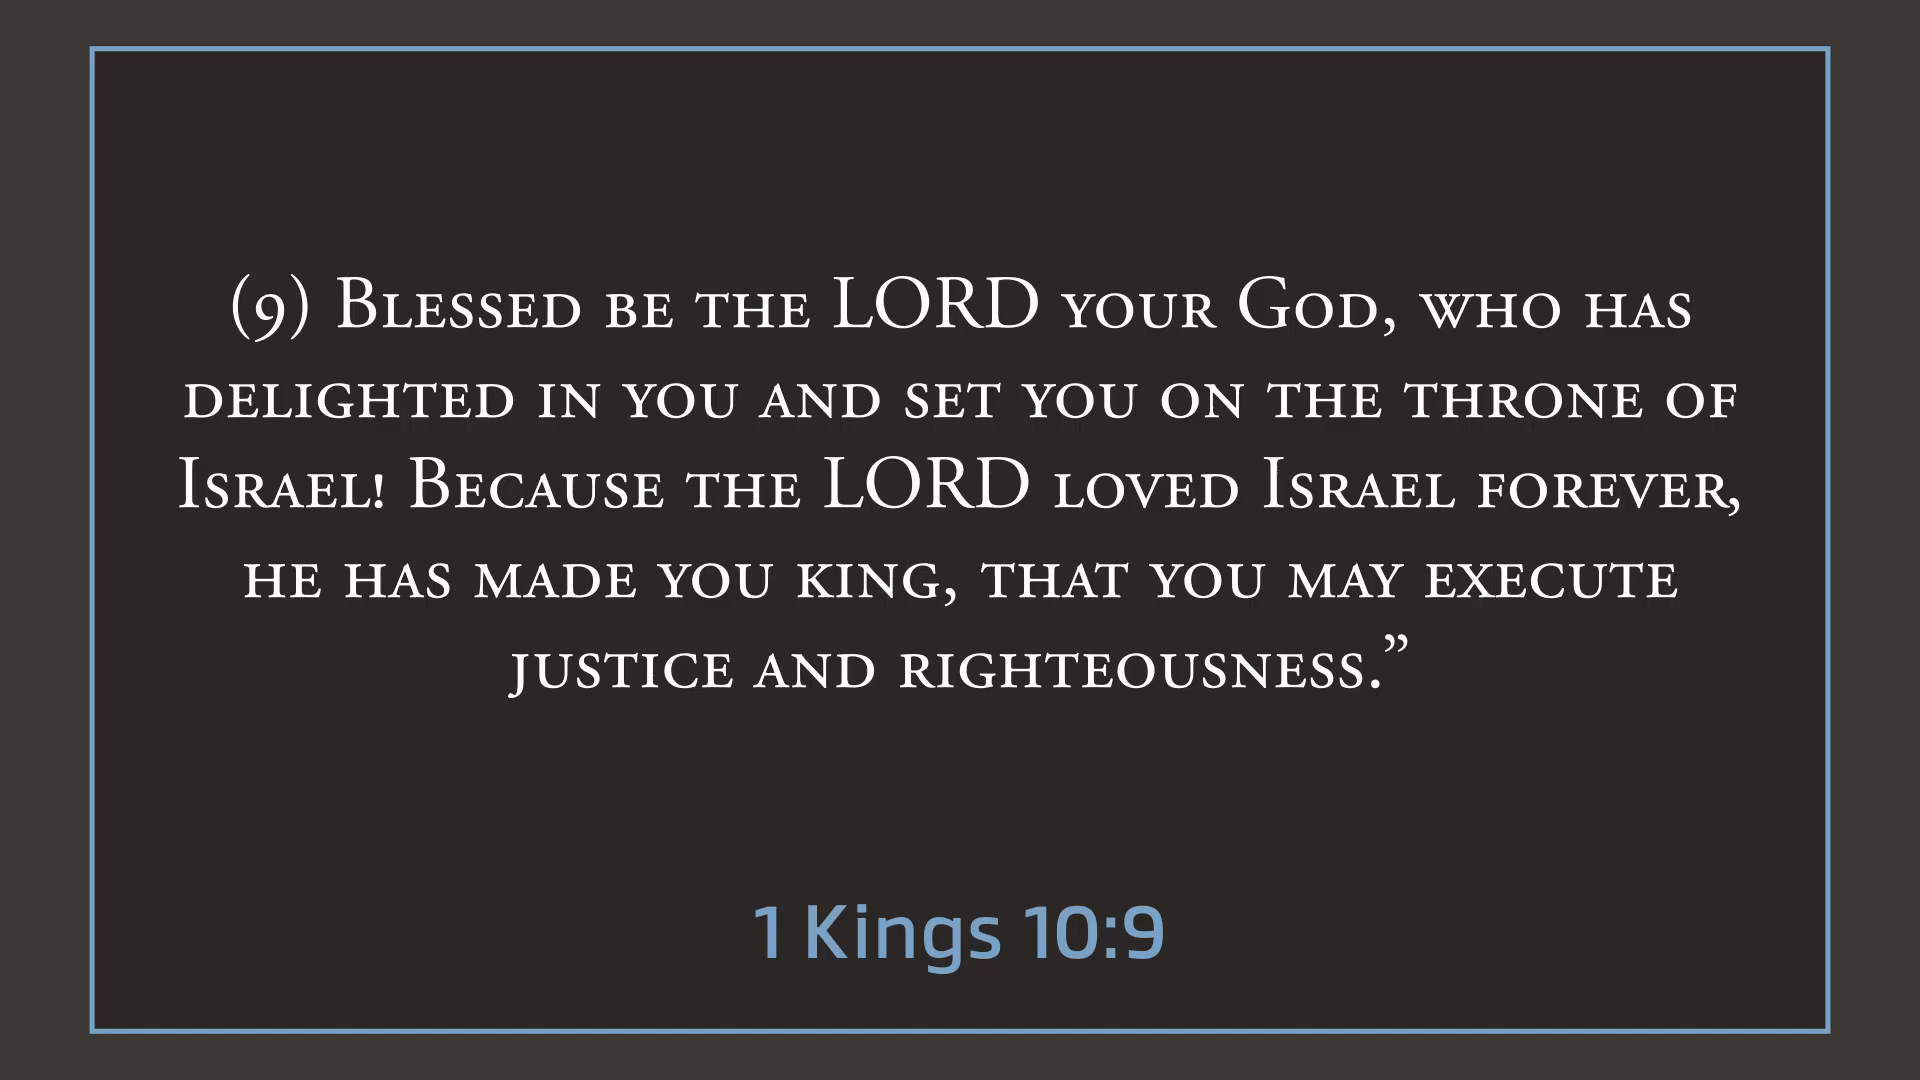 (9) Blessed be the LORD your God, who has
delighted in you and set you on the throne of
Israel! Because the LORD loved Israel forever,
he has made you king, that you may execute
justice and righteousness.”
1 Kings 10:9